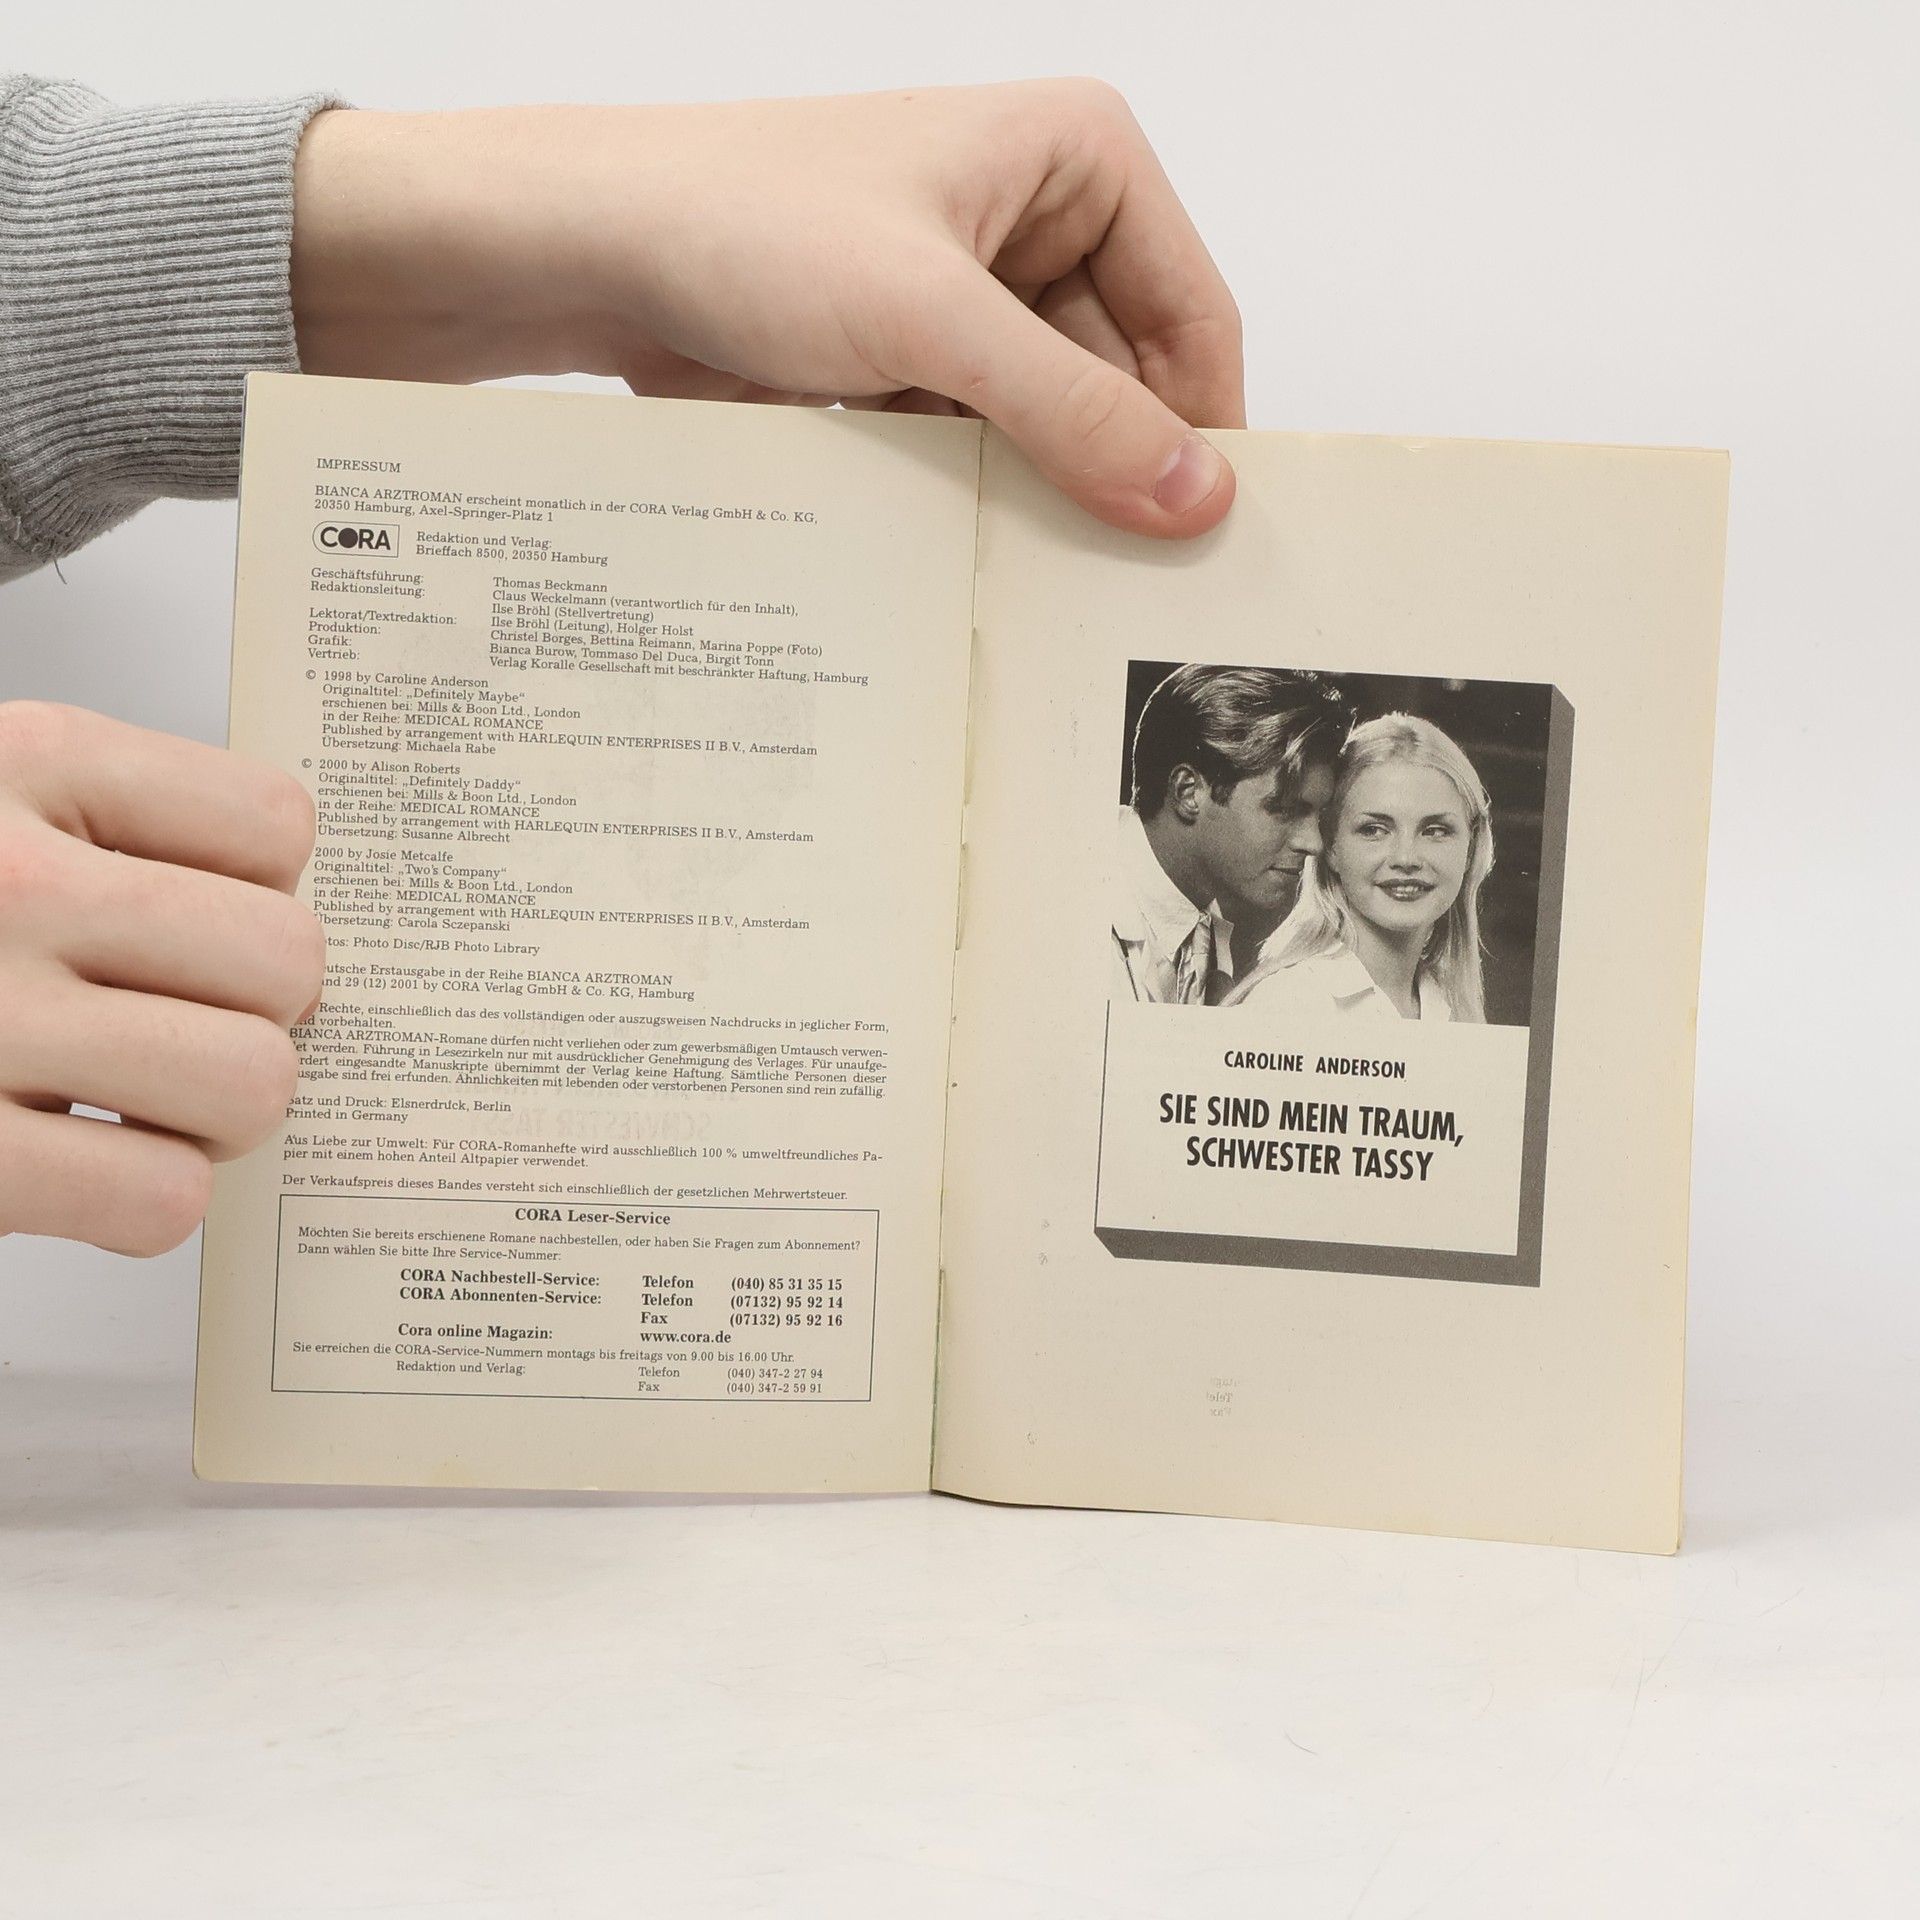 IMPRESSUM
BIANCA ARZTROMAN erscheint monatlich in der CORA Verlag GmbH & Co. KG,
20350 Hamburg, Axel-Springer-Platz 1
CORA
Redaktion und Verlag:
Brieffach 8500, 20350 Hamburg
Geschäftsführung: Thomas Beckmann
Redaktionsleitung: Claus Weckelmann (verantwortlich für den Inhalt),
Ilse Bröhl (Stellvertretung)
Lektorat/Textredaktion: Ilse Bröhl (Leitung), Holger Holst
Produktion: Christel Borges, Bettina Reimann, Marina Poppe (Foto)
Grafik: Bianca Burow, Tommaso Del Duca, Birgit Tonn
Vertrieb: Verlag Koralle Gesellschaft mit beschränkter Haftung, Hamburg
© 1998 by Caroline Anderson
Originaltitel: „Definitely Maybe“
erschienen bei: Mills & Boon Ltd., London
in der Reihe: MEDICAL ROMANCE
Published by arrangement with HARLEQUIN ENTERPRISES II B.V., Amsterdam
Übersetzung: Michaela Rabe
© 2000 by Alison Roberts
Originaltitel: „Definitely Daddy“
erschienen bei: Mills & Boon Ltd., London
in der Reihe: MEDICAL ROMANCE
Published by arrangement with HARLEQUIN ENTERPRISES II B.V., Amsterdam
Übersetzung: Susanne Albrecht
2000 by Josie Metcalfe
Originaltitel: „Two's Company“
erschienen bei: Mills & Boon Ltd., London
in der Reihe: MEDICAL ROMANCE
Published by arrangement with HARLEQUIN ENTERPRISES II B.V., Amsterdam
Übersetzung: Carola Sczepanski
tos: Photo Disc/RJB Photo Library
eutsche Erstausgabe in der Reihe BIANCA ARZTROMAN
nd 29 (12) 2001 by CORA Verlag GmbH & Co. KG, Hamburg
Rechte, einschließlich das des vollständigen oder auszugsweisen Nachdrucks in jeglicher Form,
d vorbehalten.
BIANCA ARZTROMAN-Romane dürfen nicht verliehen oder zum gewerbsmäßigen Umtausch verwen-
et werden. Führung in Lesezirkeln nur mit ausdrücklicher Genehmigung des Verlages. Für unaufge-
rdert eingesandte Manuskripte übernimmt der Verlag keine Haftung. Sämtliche Personen dieser
usgabe sind frei erfunden. Ähnlichkeiten mit lebenden oder verstorbenen Personen sind rein zufällig.
Satz und Druck: Elsnerdruck, Berlin
Printed in Germany
Aus Liebe zur Umwelt: Für CORA-Romanhefte wird ausschließlich 100 % umweltfreundliches Pa-
pier mit einem hohen Anteil Altpapier verwendet.
Der Verkaufspreis dieses Bandes versteht sich einschließlich der gesetzlichen Mehrwertsteuer.
CORA Leser-Service
Möchten Sie bereits erschienene Romane nachbestellen, oder haben Sie Fragen zum Abonnement?
Dann wählen Sie bitte Ihre Service-Nummer:
CORA Nachbestell-Service: Telefon (040) 85 31 35 15
CORA Abonnenten-Service: Telefon (07132) 95 92 14
Fax (07132) 95 92 16
Cora online Magazin: www.cora.de
Sie erreichen die CORA-Service-Nummern montags bis freitags von 9.00 bis 16.00 Uhr.
Redaktion und Verlag: Telefon (040) 347-2 27 94
Fax (040) 347-2 59 91
CAROLINE ANDERSON
SIE SIND MEIN TRAUM,
SCHWESTER TASSY